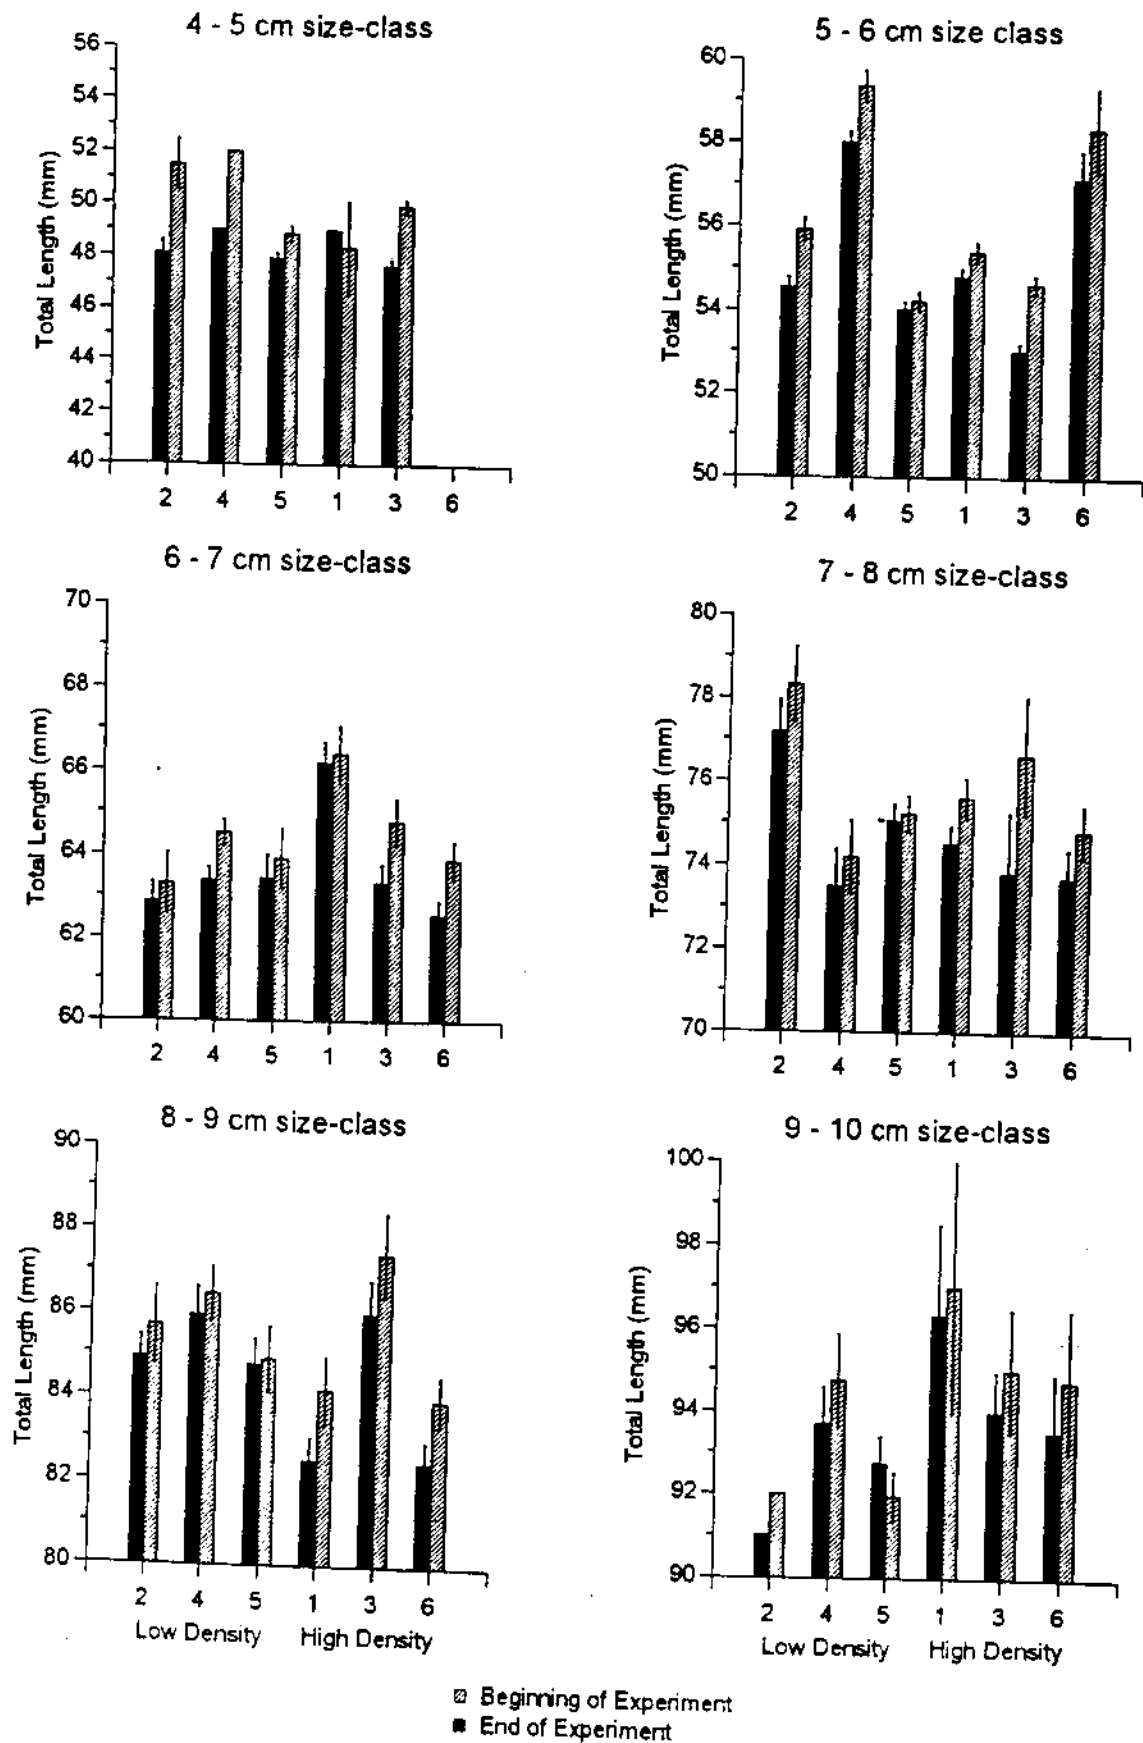 4 - 5 cm size-class
56
54
52
50
48
46
44
42
40
Total Length (mm)
2 4 5 1 3 6
5 - 6 cm size class
60
58
56
54
52
50
Total Length (mm)
2 4 5 1 3 6
6 - 7 cm size-class
70
68
66
64
62
60
Total Length (mm)
2 4 5 1 3 6
7 - 8 cm size-class
80
78
76
74
72
70
Total Length (mm)
2 4 5 1 3 6
8 - 9 cm size-class
90
88
86
84
82
80
Total Length (mm)
2 4 5 1 3 6
Low Density High Density
9 - 10 cm size-class
100
98
96
94
92
90
Total Length (mm)
2 4 5 1 3 6
Low Density High Density
Beginning of Experiment
End of Experiment